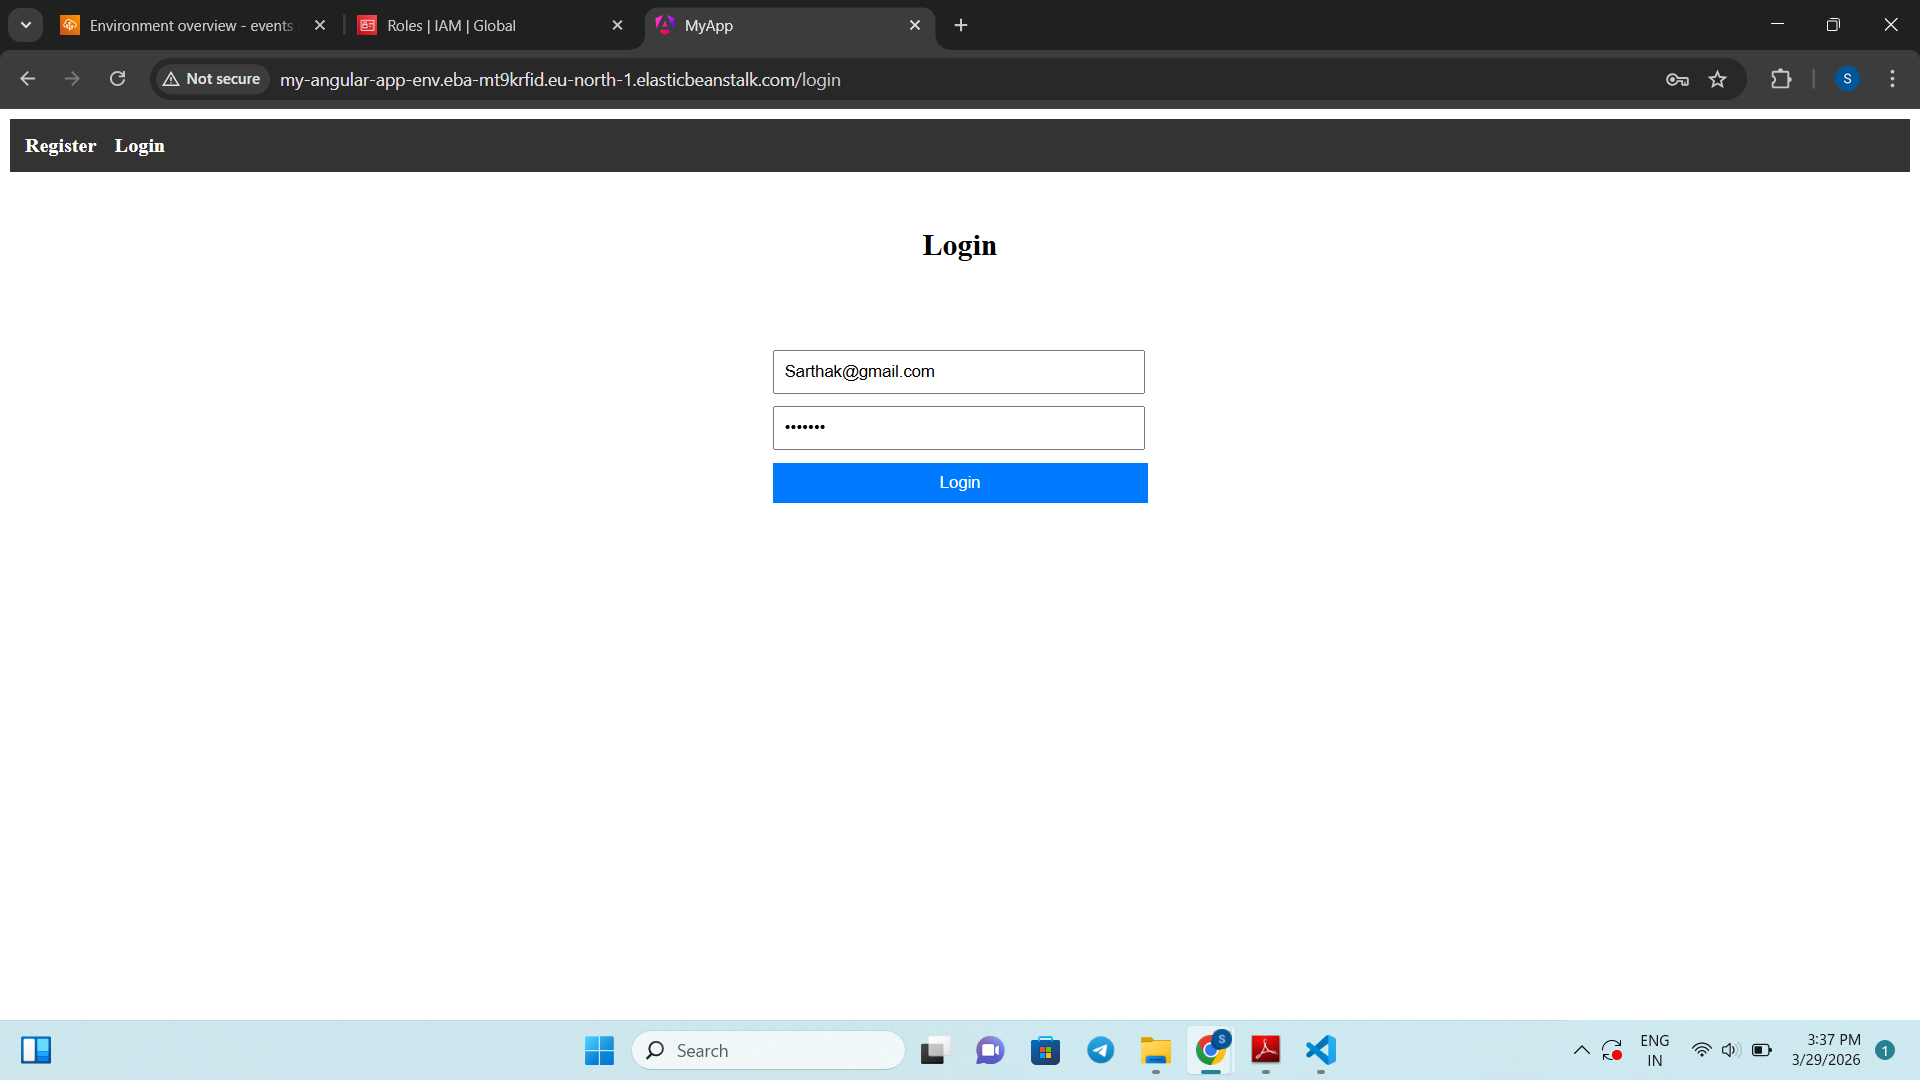 Environment overview - events
Roles | IAM | Global
MyApp
Not secure
my-angular-app-env.eba-mt9krfid.eu-north-1.elasticbeanstalk.com/login
S
Register Login
Login
Sarthak@gmail.com
•••••••
Login
Search
S
ENG
IN
3:37 PM
3/29/2026
1